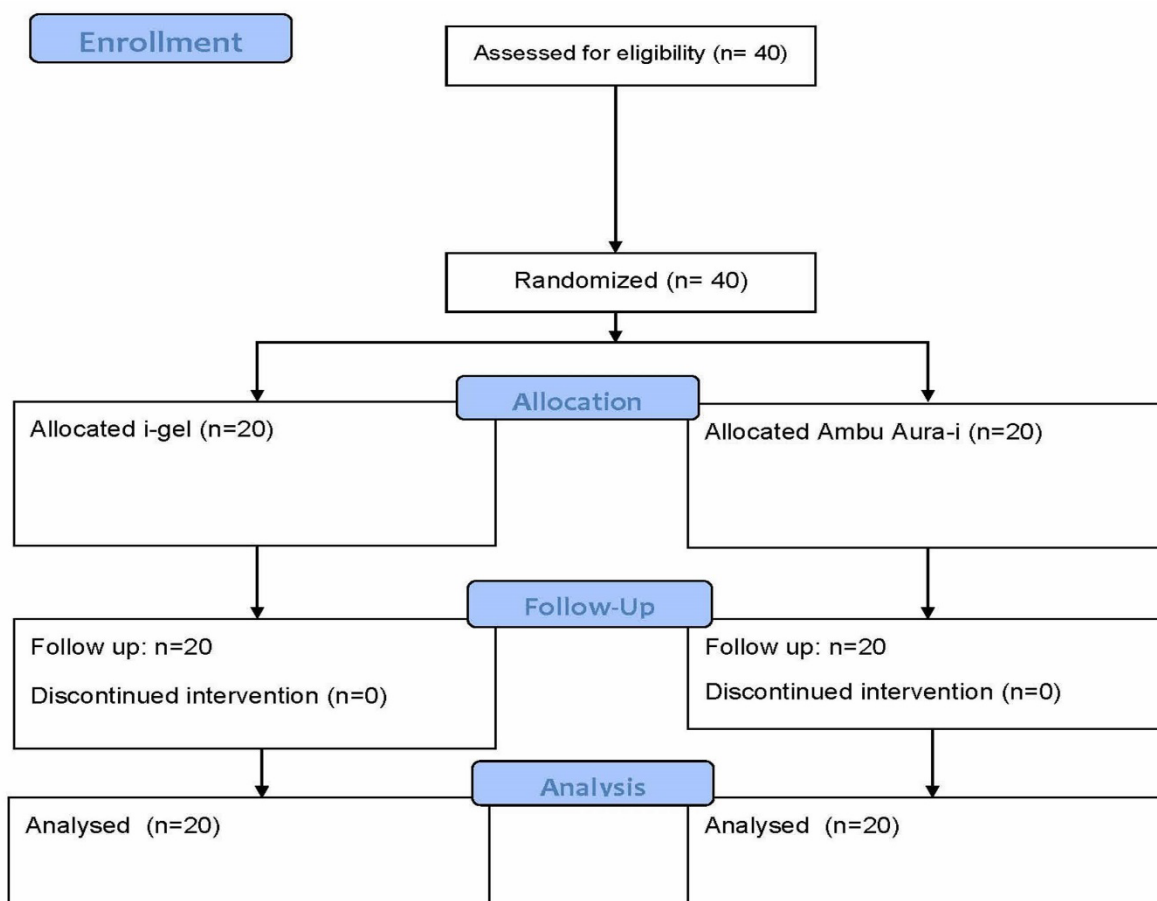 Enrollment
Assessed for eligibility (n= 40)
Randomized (n= 40)
Allocation
Allocated i-gel (n=20)
Allocated Ambu Aura-i (n=20)
Follow-Up
Follow up: n=20
Discontinued intervention (n=0)
Follow up: n=20
Discontinued intervention (n=0)
Analysis
Analysed (n=20)
Analysed (n=20)